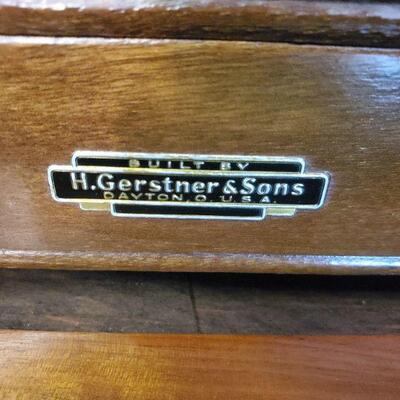 BUILT BY
H. Gerstner & Sons
DAYTON, O. U.S.A.